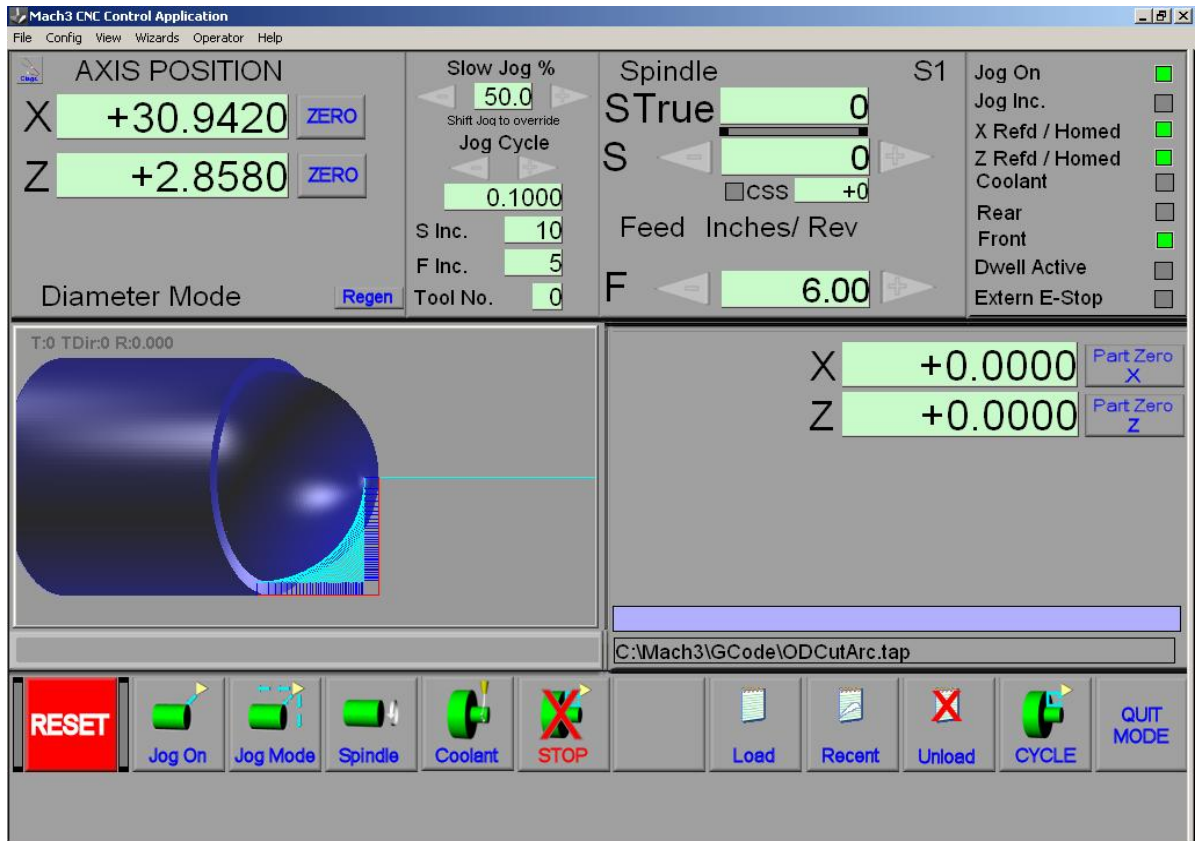 Mach3 CNC Control Application
File Config View Wizards Operator Help
AXIS POSITION
X +30.9420 ZERO
Z +2.8580 ZERO
Diameter Mode Regen
Slow Jog %
50.0
Shift Jog to override
Jog Cycle
0.1000
S Inc. 10
F Inc. 5
Tool No. 0
Spindle S1
STrue 0
S 0
CSS +0
Feed Inches/ Rev
F 6.00
Jog On
Jog Inc.
X Refd / Homed
Z Refd / Homed
Coolant
Rear
Front
Dwell Active
Extern E-Stop
T:0 TDir:0 R:0.000
X +0.0000 Part Zero X
Z +0.0000 Part Zero Z
C:\Mach3\GCode\ODCutArc.tap
RESET
Jog On
Jog Mode
Spindle
Coolant
STOP
Load
Recent
Unload
CYCLE
QUIT
MODE